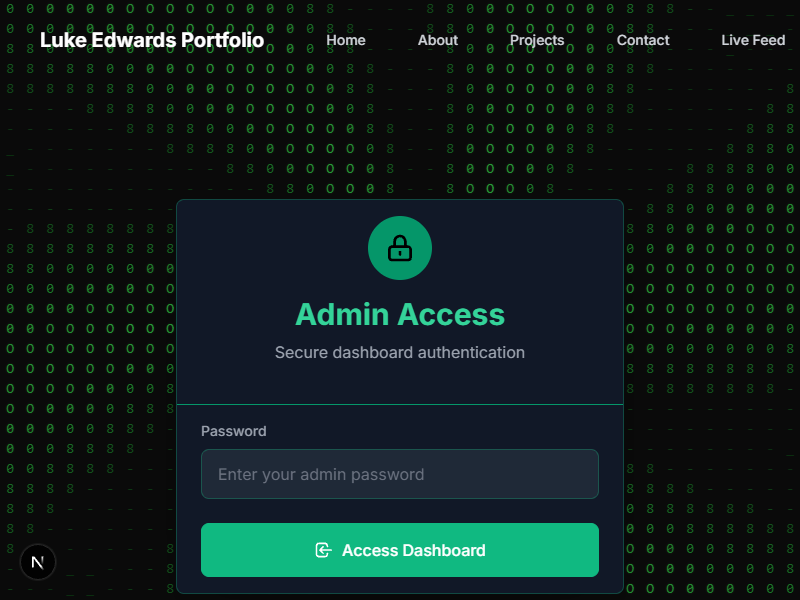 Luke Edwards Portfolio
Home
About
Projects
Contact
Live Feed
Admin Access
Secure dashboard authentication
Password
Enter your admin password
Access Dashboard
N